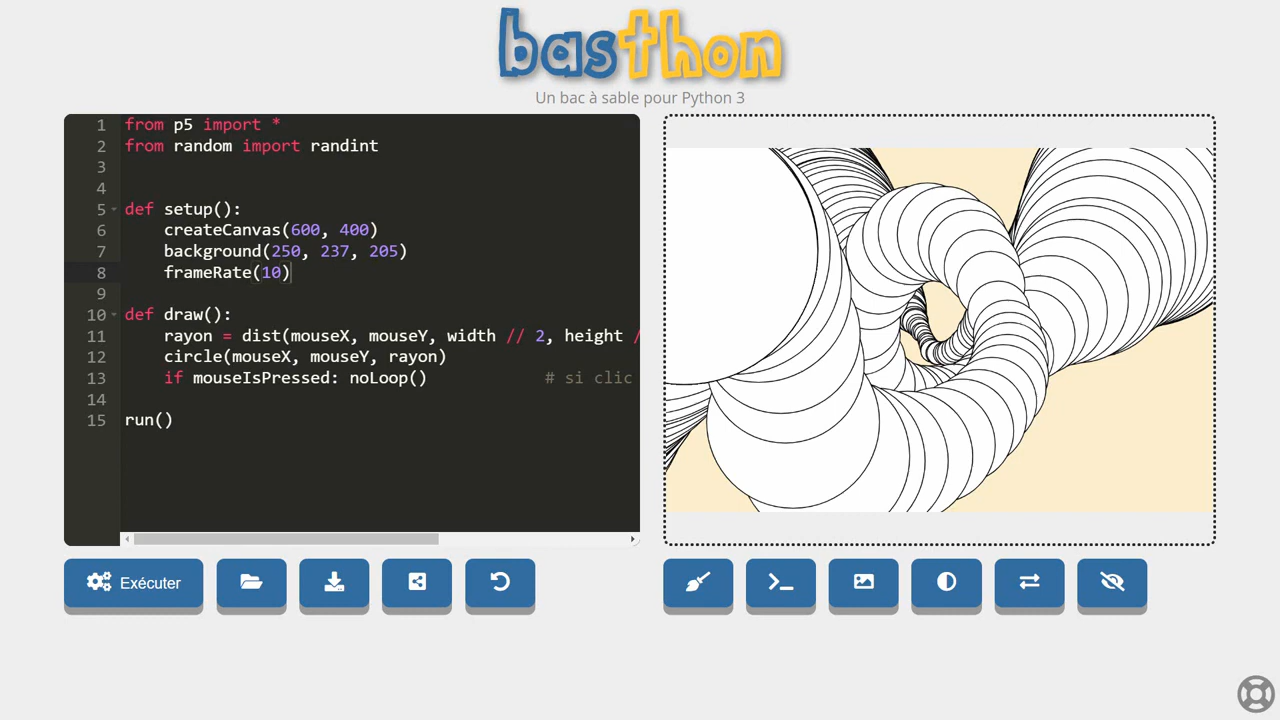 basthon
Un bac à sable pour Python 3
1 from p5 import *
2 from random import randint
3
4
5 def setup():
6     createCanvas(600, 400)
7     background(250, 237, 205)
8     frameRate(10)
9
10 def draw():
11     rayon = dist(mouseX, mouseY, width // 2, height /
12     circle(mouseX, mouseY, rayon)
13     if mouseIsPressed: noLoop()            # si clic
14
15 run()
Exécuter